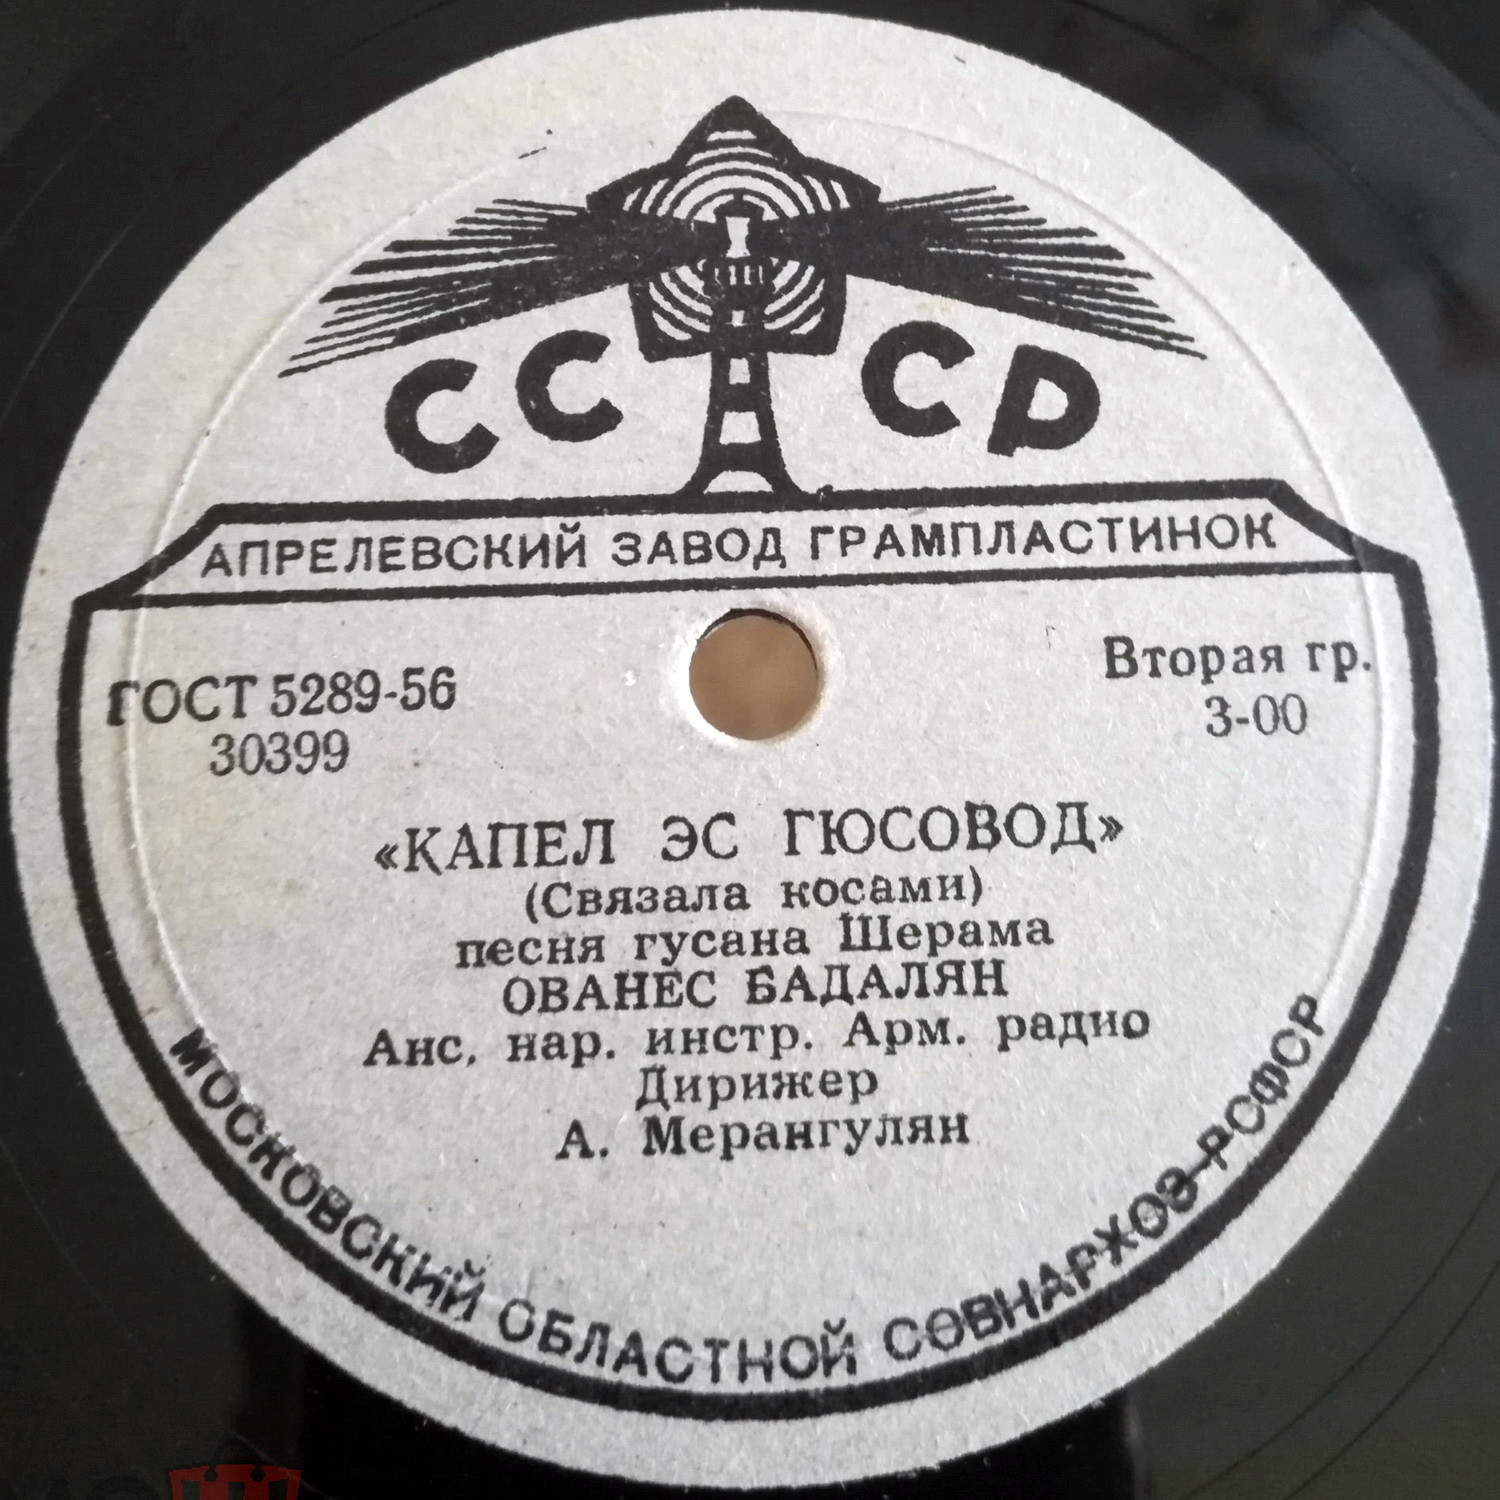 СССР
АПРЕЛЕВСКИЙ ЗАВОД ГРАМПЛАСТИНОК
ГОСТ 5289-56
30399
Вторая гр.
3-00
«КАПЕЛ ЭС ГЮСОВОД»
(Связала косами)
песня гусана Шерама
ОВАНЕС БАДАЛЯН
Анс. нар. инстр. Арм. радио
Дирижер
А. Мерангулян
МОСКОВСКИЙ ОБЛАСТНОЙ СОВНАРХОЗ-РСФСР